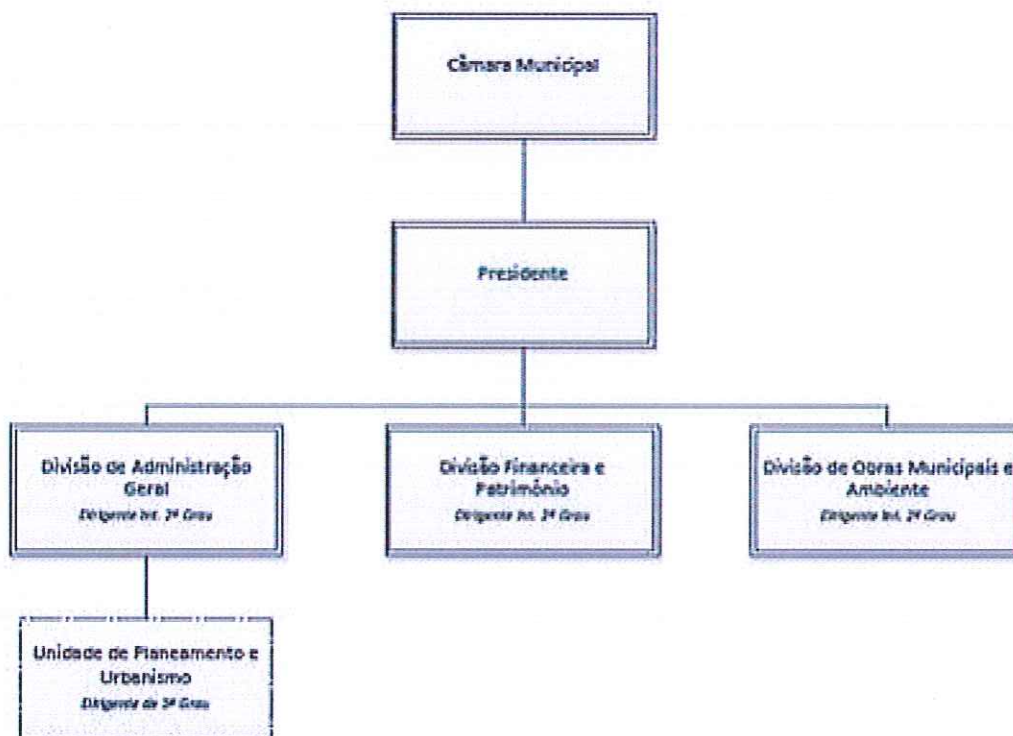 Câmara Municipal
Presidente
Divisão de Administração
Geral
Dirigente Int. 2º Grau
Divisão Financeira e
Património
Dirigente Int. 2º Grau
Divisão de Obras Municipais e
Ambiente
Dirigente Int. 2º Grau
Unidade de Planeamento e
Urbanismo
Dirigente de 3º Grau